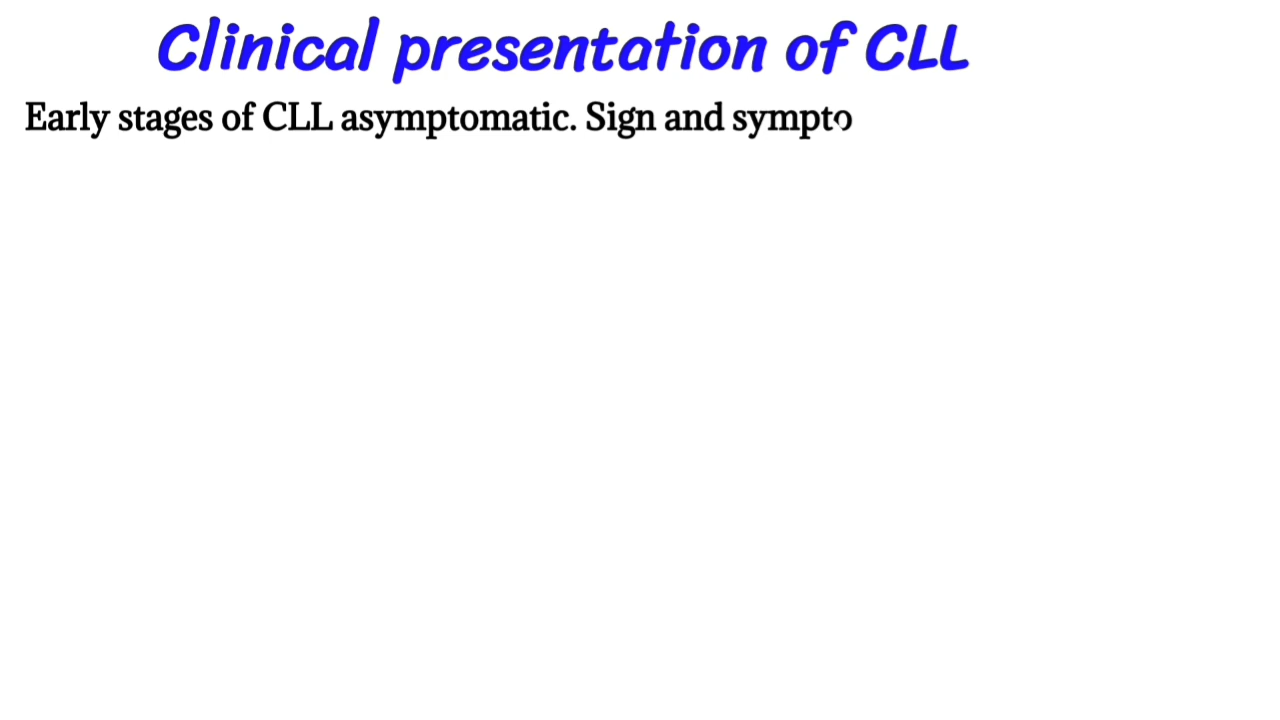 Clinical presentation of CLL
Early stages of CLL asymptomatic. Sign and sympto